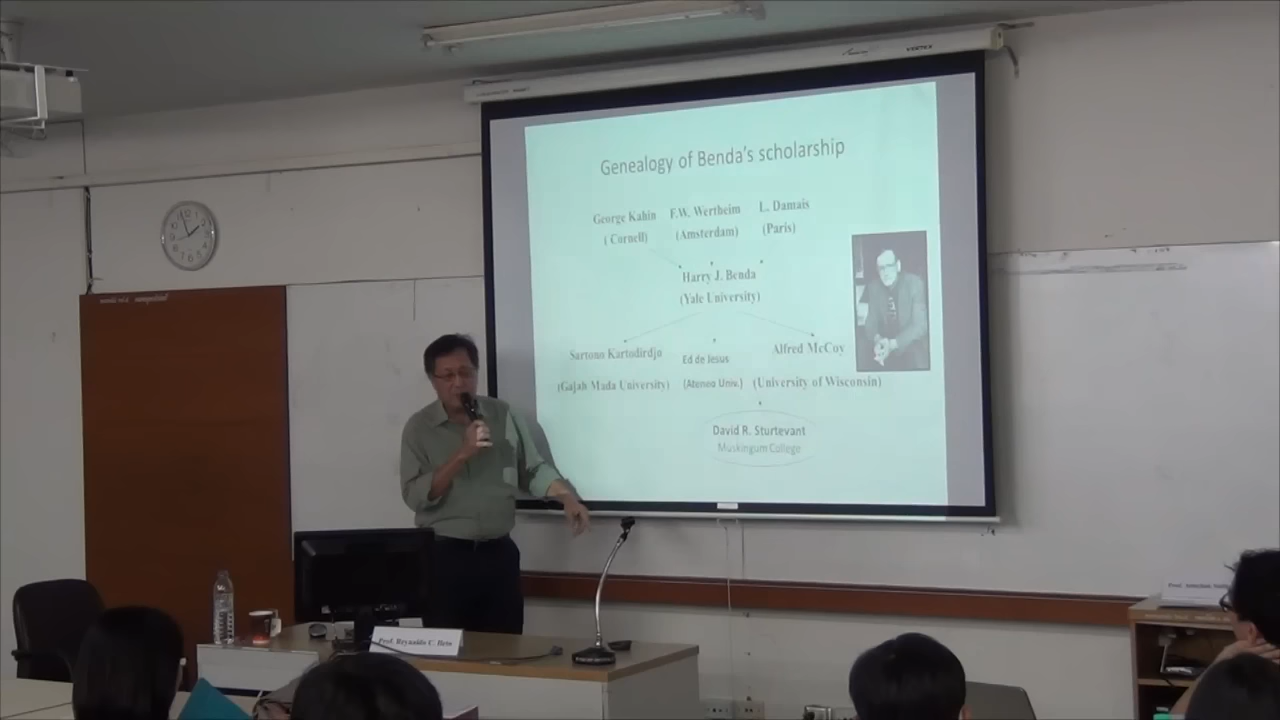 Genealogy of Benda's scholarship
George Kahin F.W. Wertheim L. Damais
( Cornell) (Amsterdam) (Paris)
Harry J. Benda
(Yale University)
Sartono Kartodirdjo Ed de Jesus Alfred McCoy
(Gajah Mada University) (Ateneo Univ.) (University of Wisconsin)
David R. Sturtevant
Muskingum College
Prof. Reynaldo C. Ileto